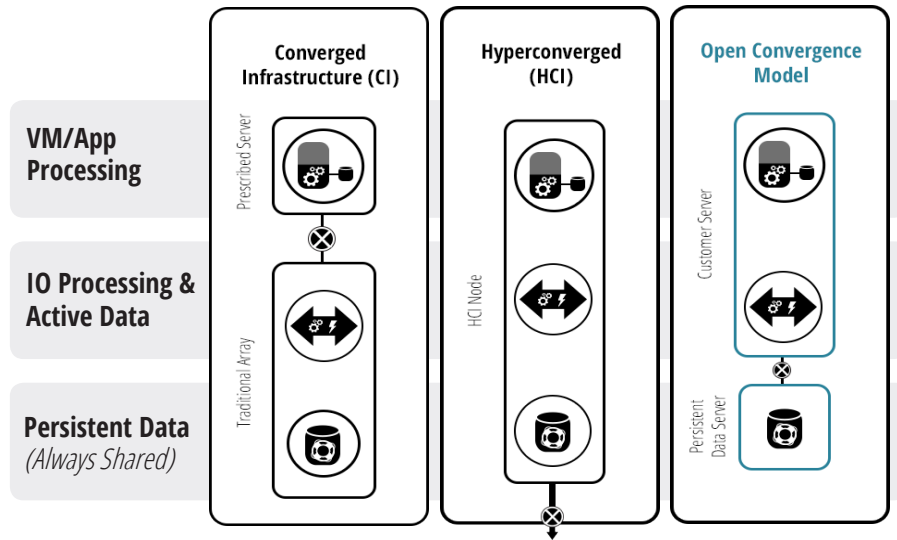 Converged
Infrastructure (CI)
Hyperconverged
(HCI)
Open Convergence
Model
VM/App
Processing
Prescribed Server
Customer Server
IO Processing &
Active Data
HCI Node
Traditional Array
Persistent Data
(Always Shared)
Persistent
Data Server